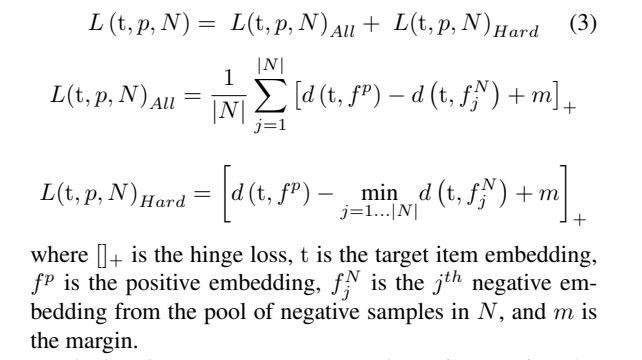 L (t, p, N) = L(t, p, N)_{All} + L(t, p, N)_{Hard} (3)
L(t, p, N)_{All} = \frac{1}{|N|} \sum_{j=1}^{|N|} [d (t, f^p) − d (t, f_j^N) + m]_+
L(t, p, N)_{Hard} = [d (t, f^p) − \min_{j=1...|N|} d (t, f_j^N) + m]_+
where []_+ is the hinge loss, t is the target item embedding,
f^p is the positive embedding, f_j^N is the j^{th} negative em-
bedding from the pool of negative samples in N, and m is
the margin.